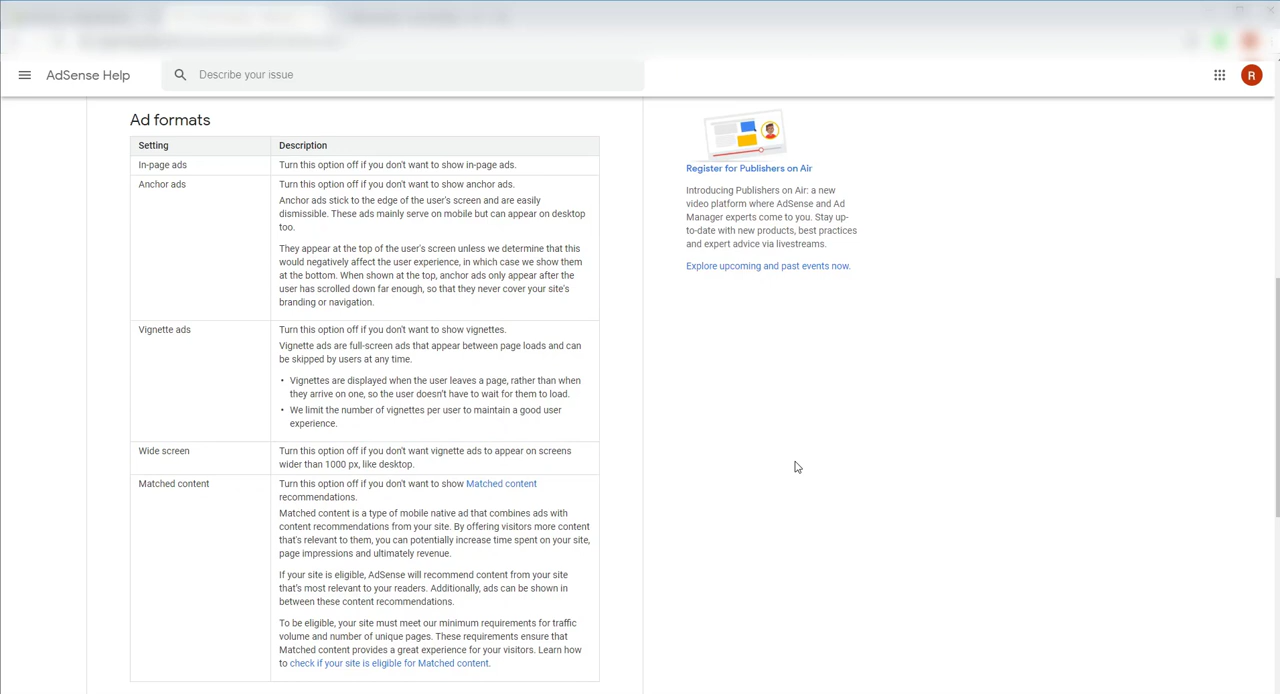 AdSense Help
Describe your issue
R
Ad formats
Setting Description
In-page ads Turn this option off if you don't want to show in-page ads.
Anchor ads Turn this option off if you don't want to show anchor ads.
Anchor ads stick to the edge of the user's screen and are easily
dismissible. These ads mainly serve on mobile but can appear on desktop
too.
They appear at the top of the user's screen unless we determine that this
would negatively affect the user experience, in which case we show them
at the bottom. When shown at the top, anchor ads only appear after the
user has scrolled down far enough, so that they never cover your site's
branding or navigation.
Vignette ads Turn this option off if you don't want to show vignettes.
Vignette ads are full-screen ads that appear between page loads and can
be skipped by users at any time.
• Vignettes are displayed when the user leaves a page, rather than when
they arrive on one, so the user doesn't have to wait for them to load.
• We limit the number of vignettes per user to maintain a good user
experience.
Wide screen Turn this option off if you don't want vignette ads to appear on screens
wider than 1000 px, like desktop.
Matched content Turn this option off if you don't want to show Matched content
recommendations.
Matched content is a type of mobile native ad that combines ads with
content recommendations from your site. By offering visitors more content
that's relevant to them, you can potentially increase time spent on your site,
page impressions and ultimately revenue.
If your site is eligible, AdSense will recommend content from your site
that's most relevant to your readers. Additionally, ads can be shown in
between these content recommendations.
To be eligible, your site must meet our minimum requirements for traffic
volume and number of unique pages. These requirements ensure that
Matched content provides a great experience for your visitors. Learn how
to check if your site is eligible for Matched content.
Register for Publishers on Air
Introducing Publishers on Air: a new
video platform where AdSense and Ad
Manager experts come to you. Stay up-
to-date with new products, best practices
and expert advice via livestreams.
Explore upcoming and past events now.